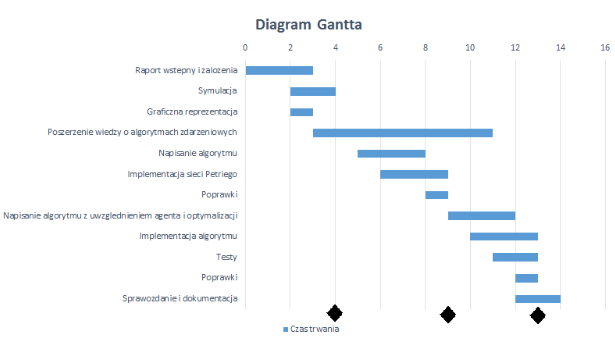 Diagram Gantta
0 2 4 6 8 10 12 14 16
Raport wstepny i zalozenia
Symulacja
Graficzna reprezentacja
Poszerzenie wiedzy o algorytmach zdarzeniowych
Napisanie algorytmu
Implementacja sieci Petriego
Poprawki
Napisanie algorytmu z uwzglednieniem agenta i optymalizacji
Implementacja algorytmu
Testy
Poprawki
Sprawozdanie i dokumentacja
Czas trwania